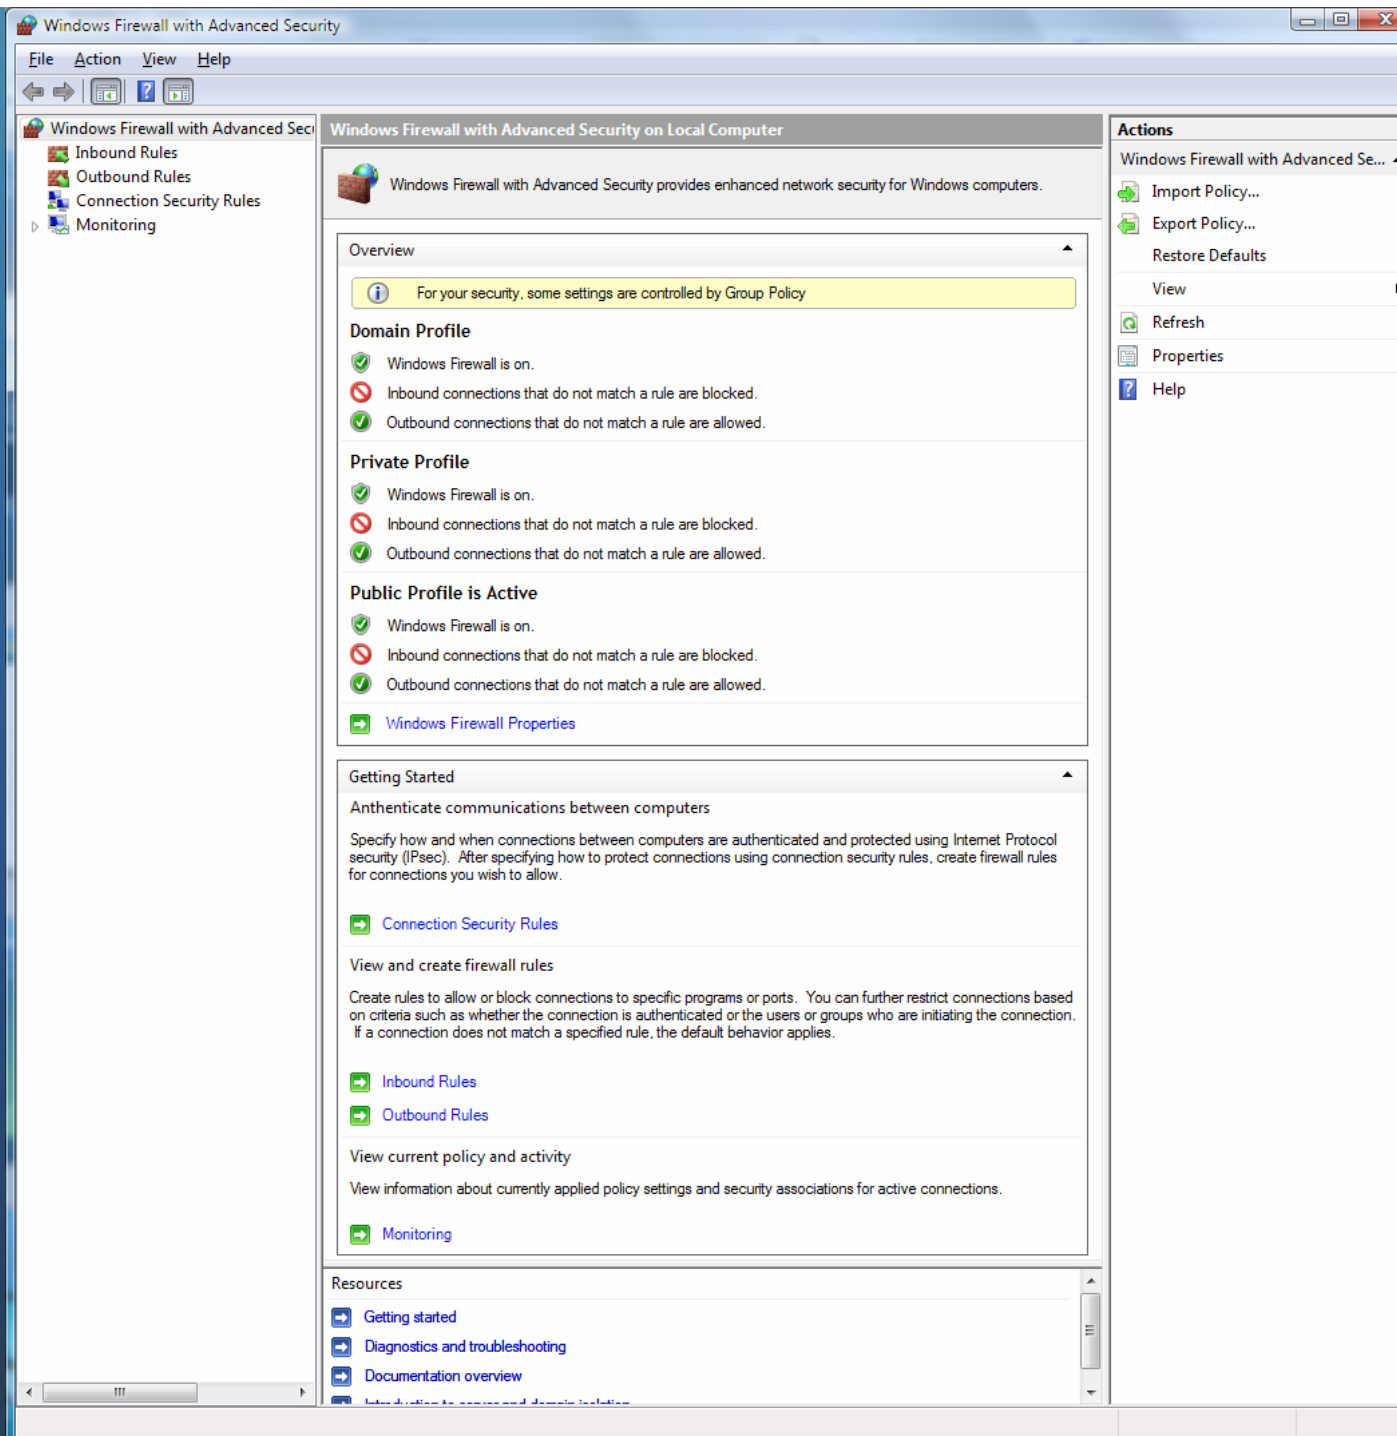 Windows Firewall with Advanced Security
File Action View Help
Windows Firewall with Advanced Secu
Inbound Rules
Outbound Rules
Connection Security Rules
Monitoring
Windows Firewall with Advanced Security on Local Computer
Windows Firewall with Advanced Security provides enhanced network security for Windows computers.
Overview
For your security, some settings are controlled by Group Policy
Domain Profile
Windows Firewall is on.
Inbound connections that do not match a rule are blocked.
Outbound connections that do not match a rule are allowed.
Private Profile
Windows Firewall is on.
Inbound connections that do not match a rule are blocked.
Outbound connections that do not match a rule are allowed.
Public Profile is Active
Windows Firewall is on.
Inbound connections that do not match a rule are blocked.
Outbound connections that do not match a rule are allowed.
Windows Firewall Properties
Getting Started
Anthenticate communications between computers
Specify how and when connections between computers are authenticated and protected using Internet Protocol
security (IPsec). After specifying how to protect connections using connection security rules, create firewall rules
for connections you wish to allow.
Connection Security Rules
View and create firewall rules
Create rules to allow or block connections to specific programs or ports. You can further restrict connections based
on criteria such as whether the connection is authenticated or the users or groups who are initiating the connection.
If a connection does not match a specified rule, the default behavior applies.
Inbound Rules
Outbound Rules
View current policy and activity
View information about currently applied policy settings and security associations for active connections.
Monitoring
Resources
Getting started
Diagnostics and troubleshooting
Documentation overview
Introduction to server and domain isolation
Actions
Windows Firewall with Advanced Se...
Import Policy...
Export Policy...
Restore Defaults
View
Refresh
Properties
Help